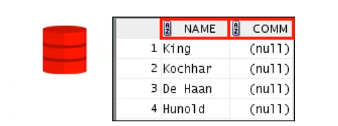 NAME COMM
1 King (null)
2 Kochhar (null)
3 De Haan (null)
4 Hunold (null)